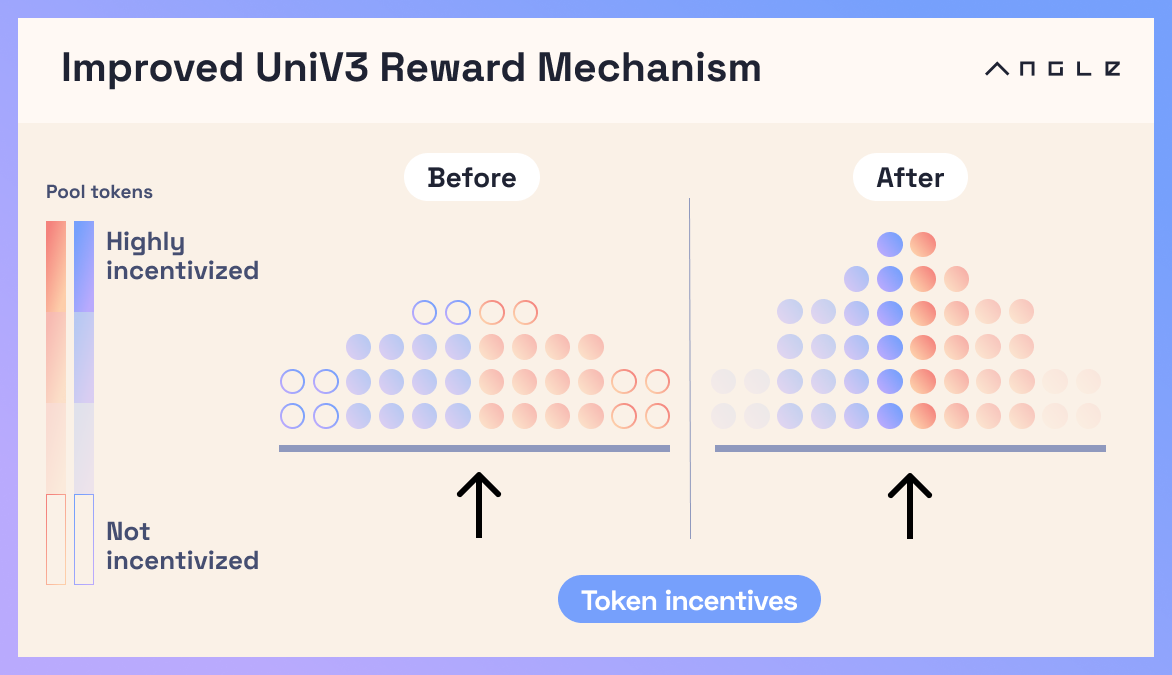 Improved UniV3 Reward Mechanism
ANGLE
Before
After
Pool tokens
Highly
incentivized
Not
incentivized
Token incentives